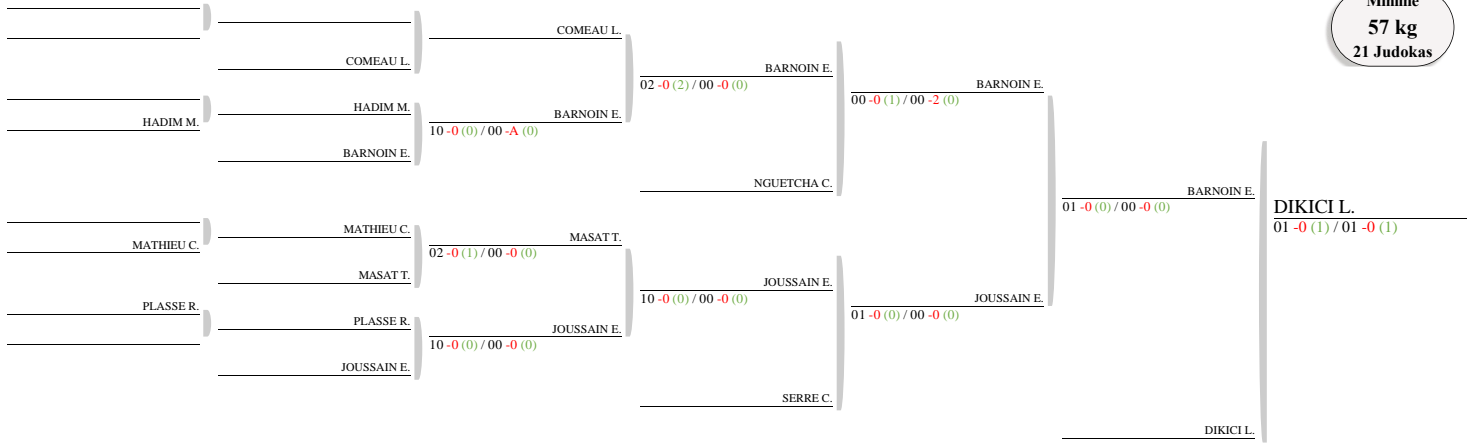 Minime
57 kg
21 Judokas
COMEAU L.
COMEAU L.
BARNOIN E.
02 -0 (2) / 00 -0 (0)
BARNOIN E.
00 -0 (1) / 00 -2 (0)
HADIM M.
HADIM M.
BARNOIN E.
10 -0 (0) / 00 -A (0)
BARNOIN E.
NGUETCHA C.
BARNOIN E.
01 -0 (0) / 00 -0 (0)
DIKICI L.
01 -0 (1) / 01 -0 (1)
MATHIEU C.
MATHIEU C.
MASAT T.
02 -0 (1) / 00 -0 (0)
MASAT T.
JOUSSAIN E.
10 -0 (0) / 00 -0 (0)
JOUSSAIN E.
01 -0 (0) / 00 -0 (0)
PLASSE R.
PLASSE R.
JOUSSAIN E.
10 -0 (0) / 00 -0 (0)
JOUSSAIN E.
SERRE C.
DIKICI L.